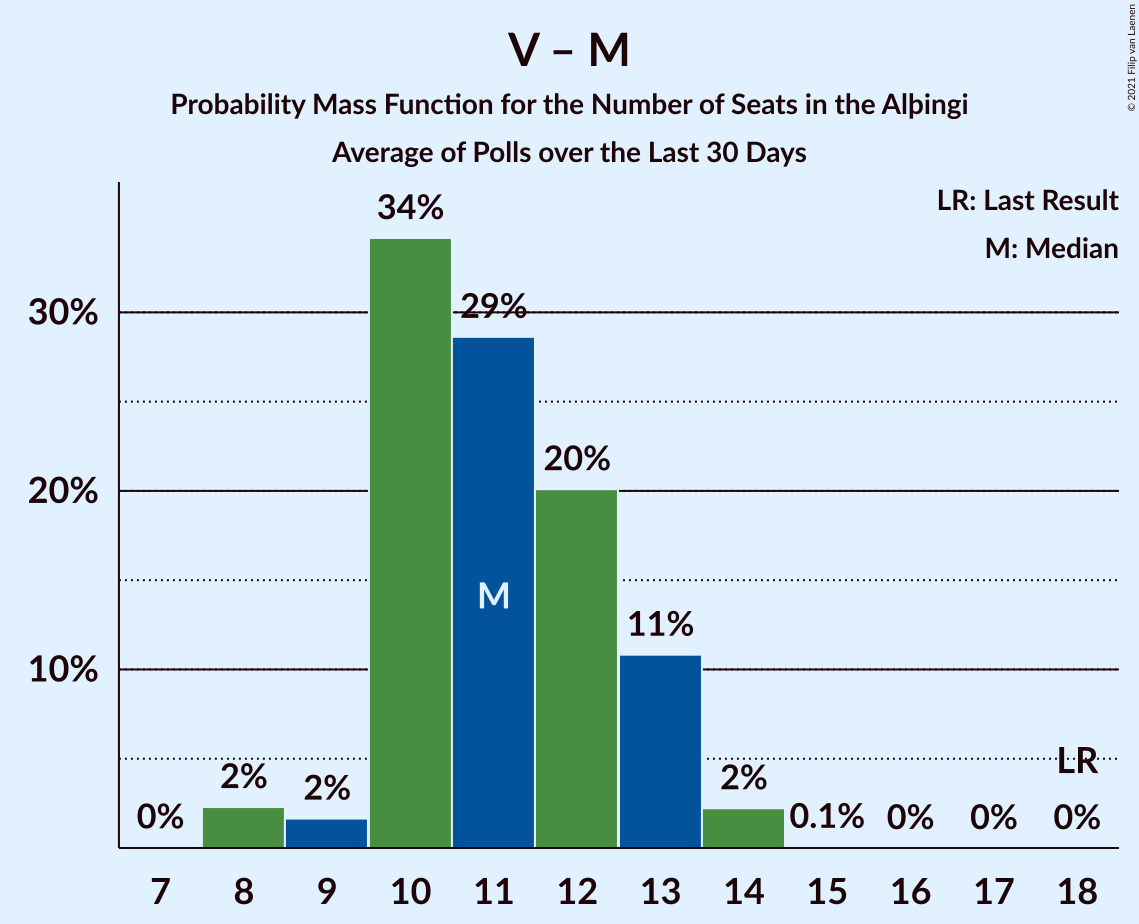 V – M
Probability Mass Function for the Number of Seats in the Alþingi
Average of Polls over the Last 30 Days
© 2021 Filip van Laenen
LR: Last Result
M: Median
34%
30%
29%
20%
20%
M
11%
10%
LR
0%
2%
2%
2%
0.1%
0%
0%
0%
7 8 9 10 11 12 13 14 15 16 17 18